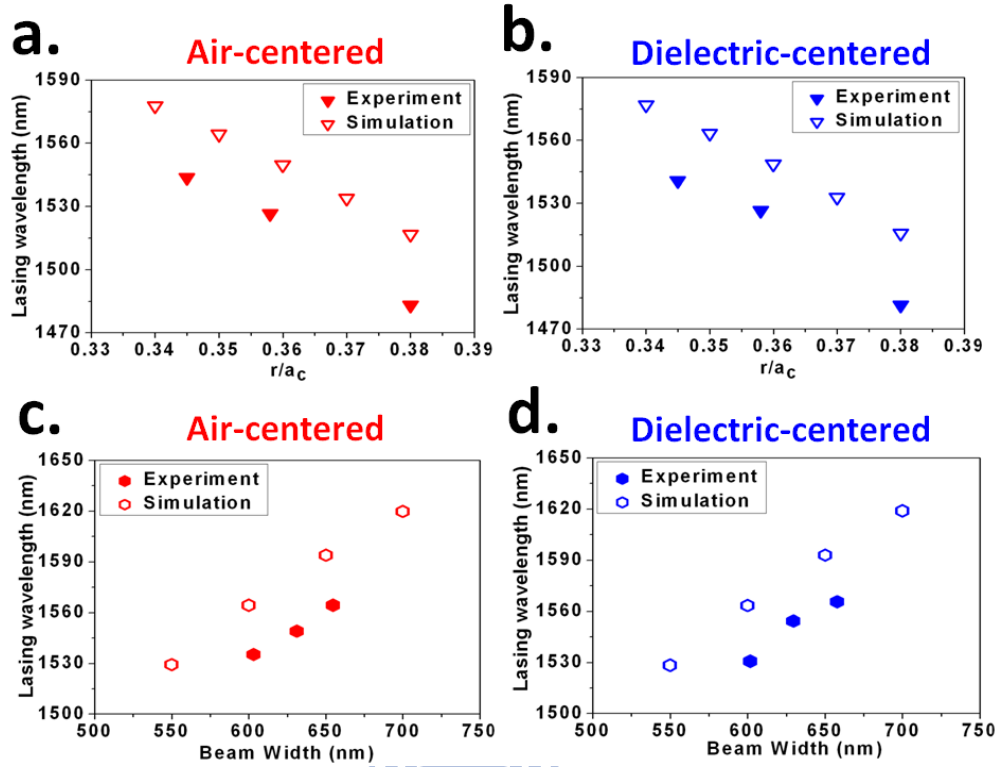 a.
Air-centered
1590
1560
1530
1500
1470
0.33 0.34 0.35 0.36 0.37 0.38 0.39
Lasing wavelength (nm)
r/ac
Experiment
Simulation
b.
Dielectric-centered
1590
1560
1530
1500
1470
0.33 0.34 0.35 0.36 0.37 0.38 0.39
Lasing wavelength (nm)
r/ac
Experiment
Simulation
c.
Air-centered
1650
1620
1590
1560
1530
1500
500 550 600 650 700 750
Lasing wavelength (nm)
Beam Width (nm)
Experiment
Simulation
d.
Dielectric-centered
1650
1620
1590
1560
1530
1500
500 550 600 650 700 750
Lasing wavelength (nm)
Beam Width (nm)
Experiment
Simulation